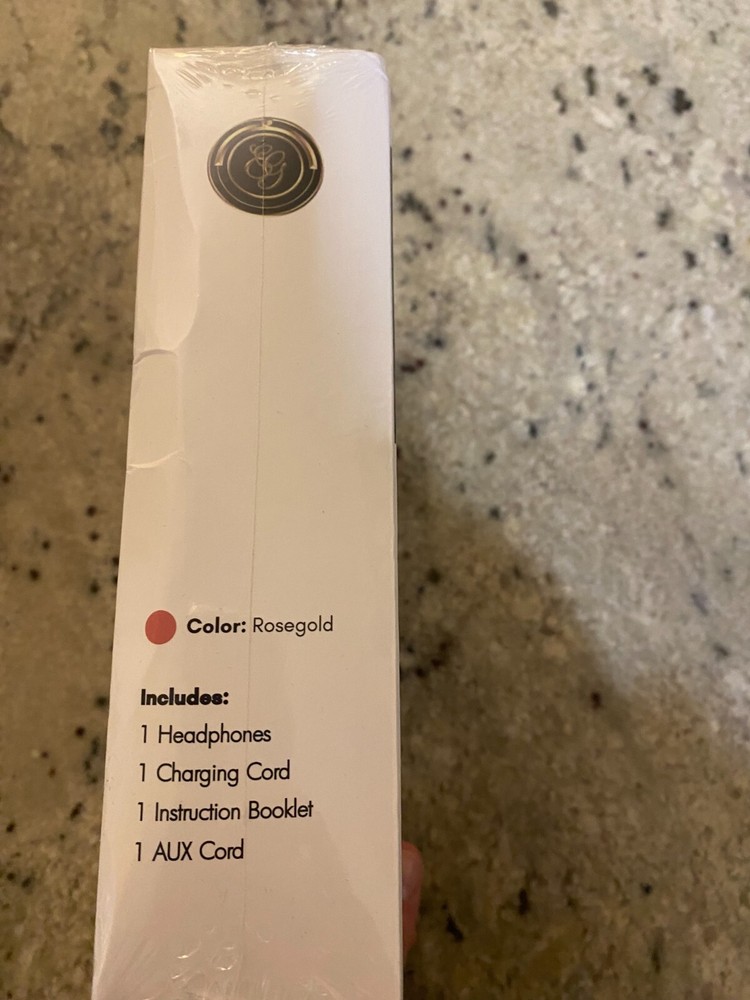 Color: Rosegold
Includes:
1 Headphones
1 Charging Cord
1 Instruction Booklet
1 AUX Cord